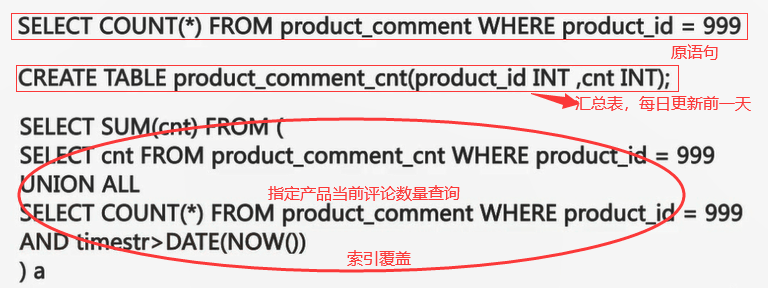 SELECT COUNT(*) FROM product_comment WHERE product_id = 999
原语句
CREATE TABLE product_comment_cnt(product_id INT ,cnt INT);
汇总表，每日更新前一天
SELECT SUM(cnt) FROM (
SELECT cnt FROM product_comment_cnt WHERE product_id = 999
UNION ALL
指定产品当前评论数量查询
SELECT COUNT(*) FROM product_comment WHERE product_id = 999
AND timestr>DATE(NOW())
索引覆盖
) a